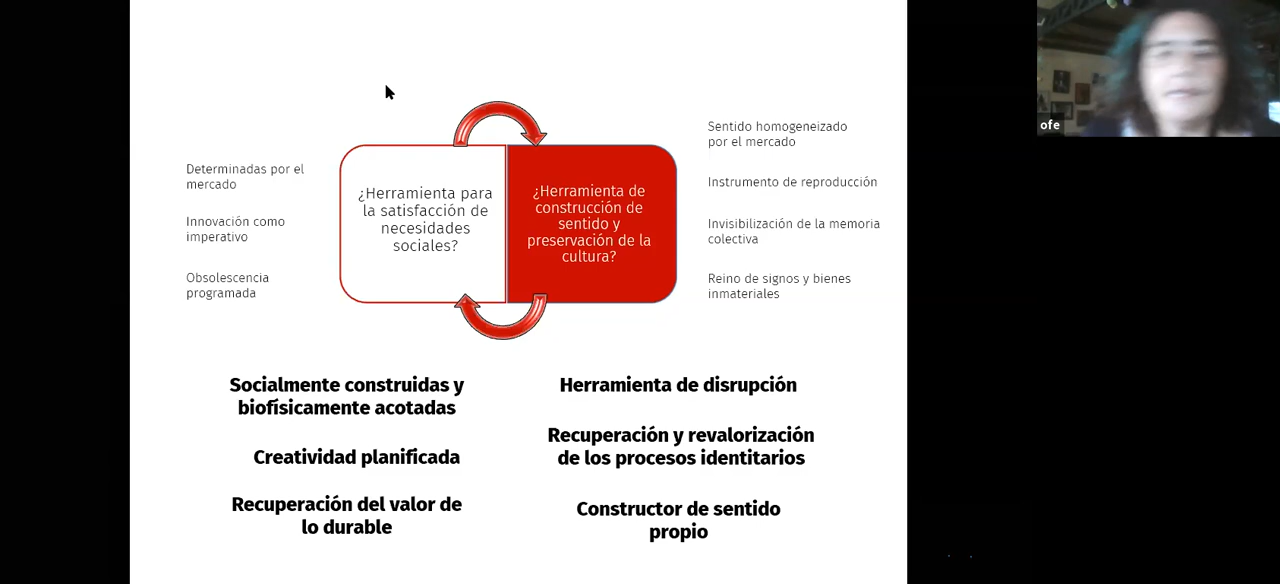 Determinadas por el
mercado
Innovación como
imperativo
Obsolescencia
programada
¿Herramienta para
la satisfacción de
necesidades
sociales?
¿Herramienta de
construcción de
sentido y
preservación de la
cultura?
Sentido homogeneizado
por el mercado
Instrumento de reproducción
Invisibilización de la memoria
colectiva
Reino de signos y bienes
inmateriales
Socialmente construidas y
biofísicamente acotadas
Creatividad planificada
Recuperación del valor de
lo durable
Herramienta de disrupción
Recuperación y revalorización
de los procesos identitarios
Constructor de sentido
propio
ofe